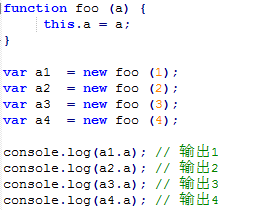 function foo (a) {
    this.a = a;
}
var a1  = new foo (1);
var a2  = new foo (2);
var a3  = new foo (3);
var a4  = new foo (4);
console.log(a1.a); // 输出1
console.log(a2.a); // 输出2
console.log(a3.a); // 输出3
console.log(a4.a); // 输出4